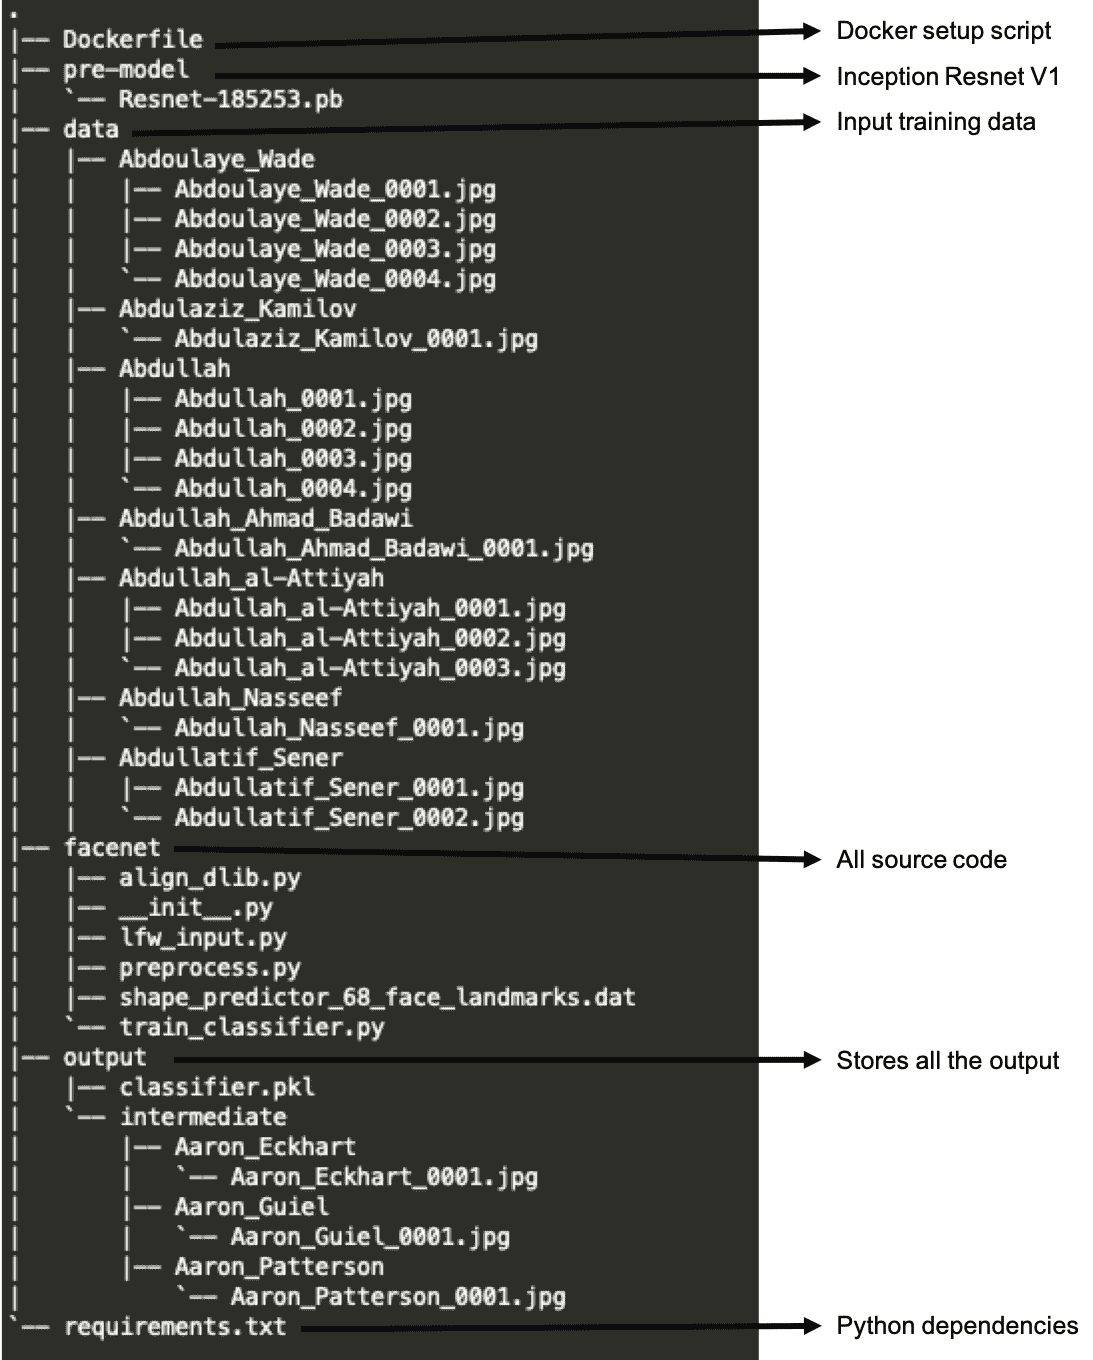 .
|-- Dockerfile Docker setup script
|-- pre-model Inception Resnet V1
|   `-- Resnet-185253.pb
|-- data Input training data
|   |-- Abdoulaye_Wade
|   |   |-- Abdoulaye_Wade_0001.jpg
|   |   |-- Abdoulaye_Wade_0002.jpg
|   |   |-- Abdoulaye_Wade_0003.jpg
|   |   `-- Abdoulaye_Wade_0004.jpg
|   |-- Abdulaziz_Kamilov
|   |   `-- Abdulaziz_Kamilov_0001.jpg
|   |-- Abdullah
|   |   |-- Abdullah_0001.jpg
|   |   |-- Abdullah_0002.jpg
|   |   |-- Abdullah_0003.jpg
|   |   `-- Abdullah_0004.jpg
|   |-- Abdullah_Ahmad_Badawi
|   |   `-- Abdullah_Ahmad_Badawi_0001.jpg
|   |-- Abdullah_al-Attiyah
|   |   |-- Abdullah_al-Attiyah_0001.jpg
|   |   |-- Abdullah_al-Attiyah_0002.jpg
|   |   `-- Abdullah_al-Attiyah_0003.jpg
|   |-- Abdullah_Nasseef
|   |   `-- Abdullah_Nasseef_0001.jpg
|   |-- Abdullatif_Sener
|   |   |-- Abdullatif_Sener_0001.jpg
|   |   `-- Abdullatif_Sener_0002.jpg
|-- facenet All source code
|   |-- align_dlib.py
|   |-- __init__.py
|   |-- lfw_input.py
|   |-- preprocess.py
|   |-- shape_predictor_68_face_landmarks.dat
|   `-- train_classifier.py
|-- output Stores all the output
|   |-- classifier.pkl
|   `-- intermediate
|       |-- Aaron_Eckhart
|       |   `-- Aaron_Eckhart_0001.jpg
|       |-- Aaron_Guiel
|       |   `-- Aaron_Guiel_0001.jpg
|       |-- Aaron_Patterson
|           `-- Aaron_Patterson_0001.jpg
`-- requirements.txt Python dependencies